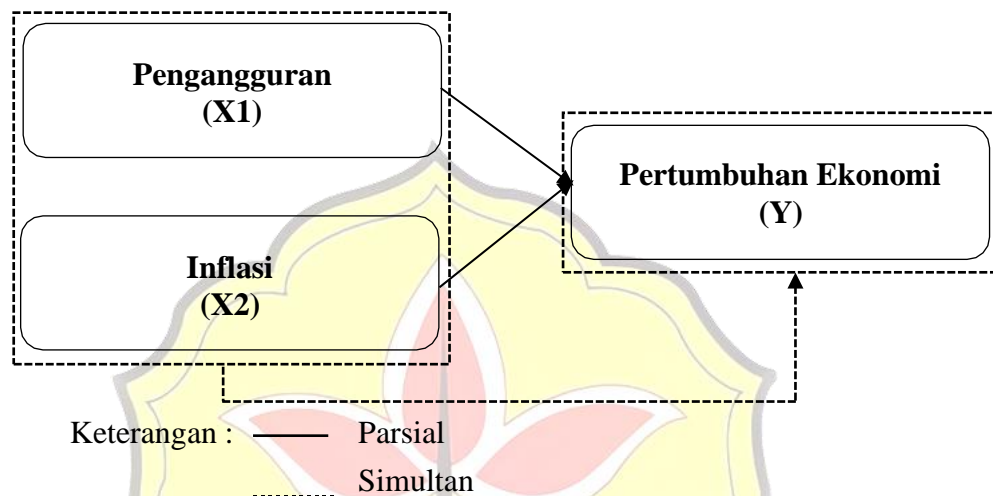 Pengangguran
(X1)
Pertumbuhan Ekonomi
(Y)
Inflasi
(X2)
Keterangan : Parsial
Simultan